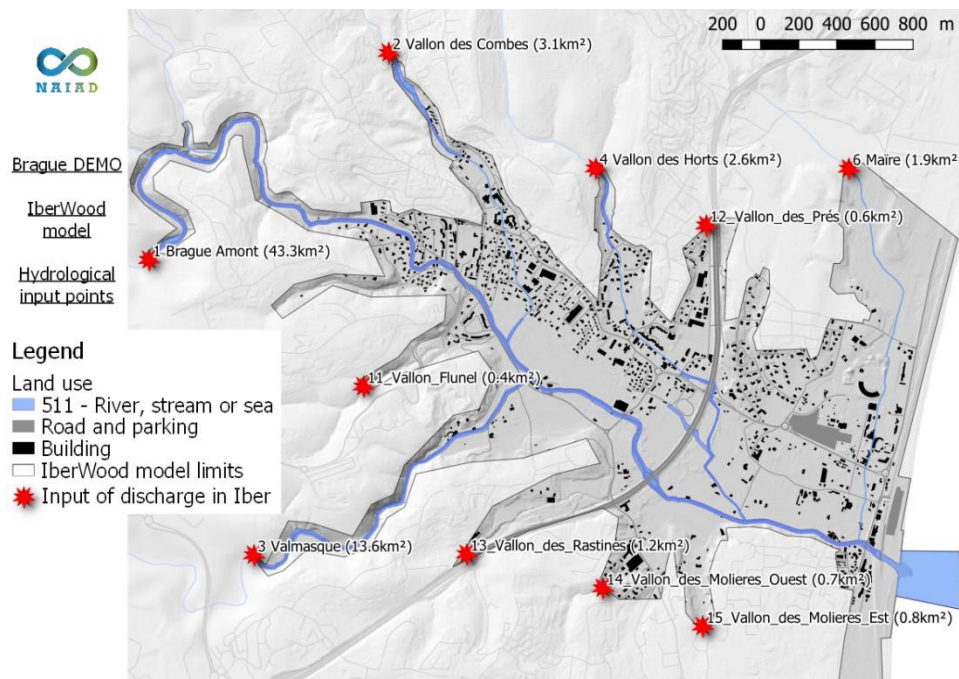 NAIAD
Brague DEMO
IberWood
model
Hydrological
input points
Legend
Land use
511 - River, stream or sea
Road and parking
Building
IberWood model limits
Input of discharge in Iber
200 0 200 400 600 800 m
2 Vallon des Combes (3.1km²)
4 Vallon des Horts (2.6km²)
6 Maïre (1.9km²)
12_Vallon_des_Prés (0.6km²)
1 Brague Amont (43.3km²)
11_Vallon_Flunel (0.4km²)
3 Valmasque (13.6km²)
13_Vallon_des_Rastines (1.2km²)
14_Vallon_des_Molieres_Ouest (0.7km²)
15_Vallon_des_Molieres_Est (0.8km²)